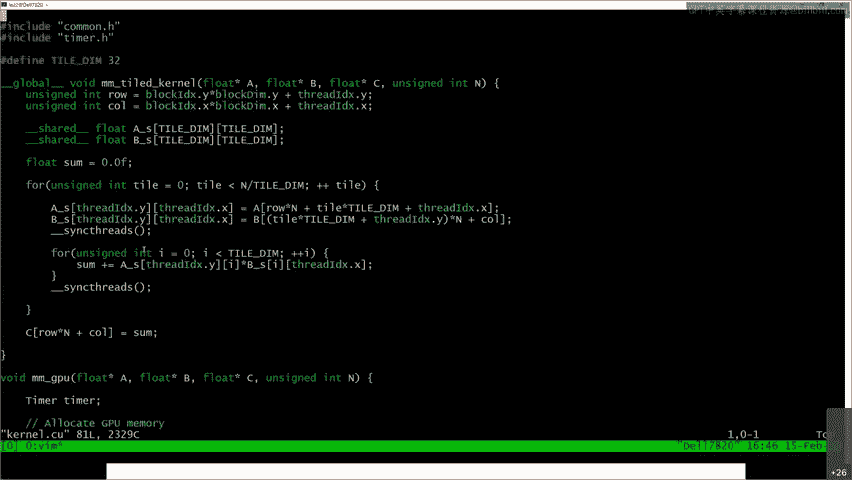 #include "common.h"
#include "timer.h"
#define TILE_DIM 32
__global__ void mm_tiled_kernel(float* A, float* B, float* C, unsigned int N) {
unsigned int row = blockIdx.y*blockDim.y + threadIdx.y;
unsigned int col = blockIdx.x*blockDim.x + threadIdx.x;
__shared__ float A_s[TILE_DIM][TILE_DIM];
__shared__ float B_s[TILE_DIM][TILE_DIM];
float sum = 0.0f;
for(unsigned int tile = 0; tile < N/TILE_DIM; ++ tile) {
A_s[threadIdx.y][threadIdx.x] = A[row*N + tile*TILE_DIM + threadIdx.x];
B_s[threadIdx.y][threadIdx.x] = B[(tile*TILE_DIM + threadIdx.y)*N + col];
__syncthreads();
for(unsigned int i = 0; i < TILE_DIM; ++i) {
sum += A_s[threadIdx.y][i]*B_s[i][threadIdx.x];
}
__syncthreads();
}
C[row*N + col] = sum;
}
void mm_gpu(float* A, float* B, float* C, unsigned int N) {
Timer timer;
// Allocate GPU memory
"kernel.cu" 81L, 2329C 1,0-1
[0] 0:vim* "Dell7820" 16:46 15-Feb-
+26